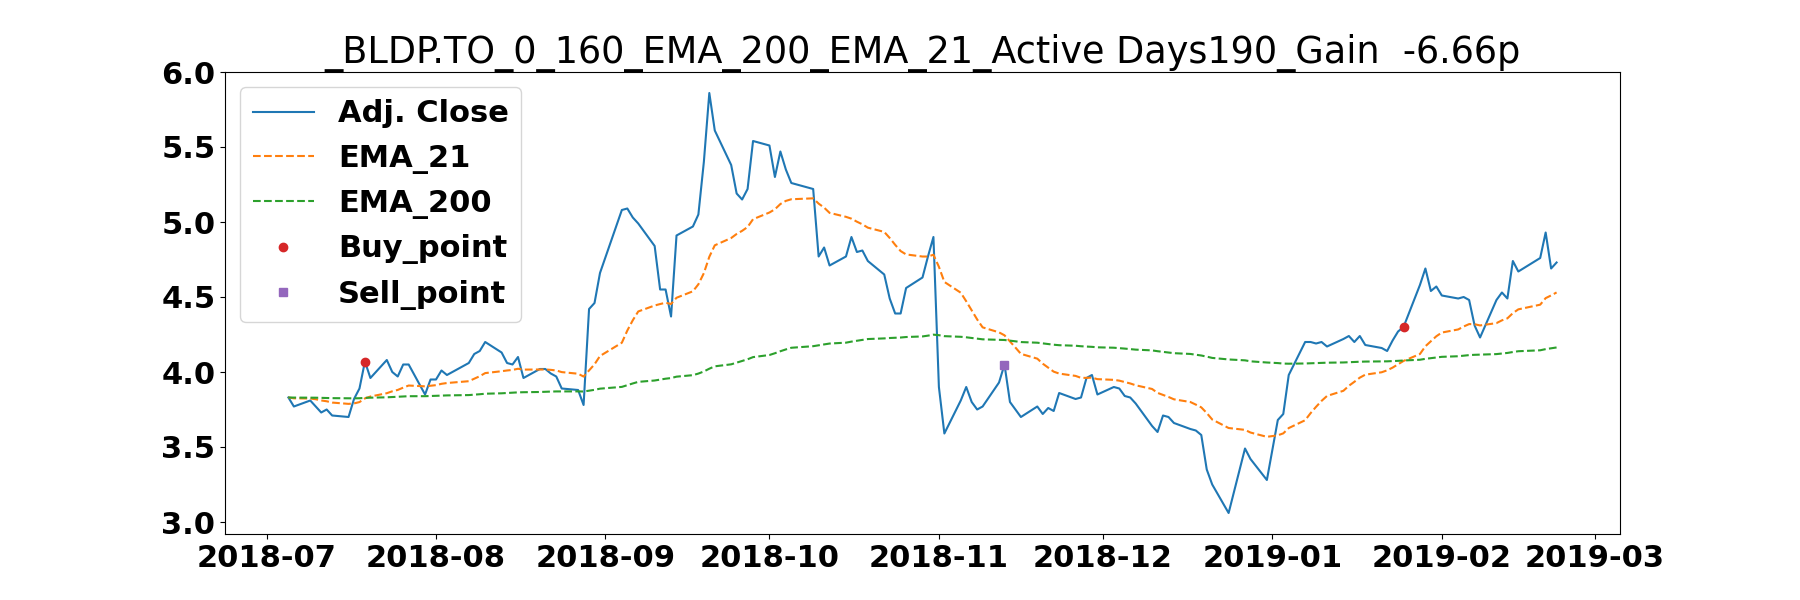 _BLDP.TO_0_160_EMA_200_EMA_21_Active Days190_Gain  -6.66p
6.0
5.5
5.0
4.5
4.0
3.5
3.0
Adj. Close
EMA_21
EMA_200
Buy_point
Sell_point
2018-07 2018-08 2018-09 2018-10 2018-11 2018-12 2019-01 2019-02 2019-03